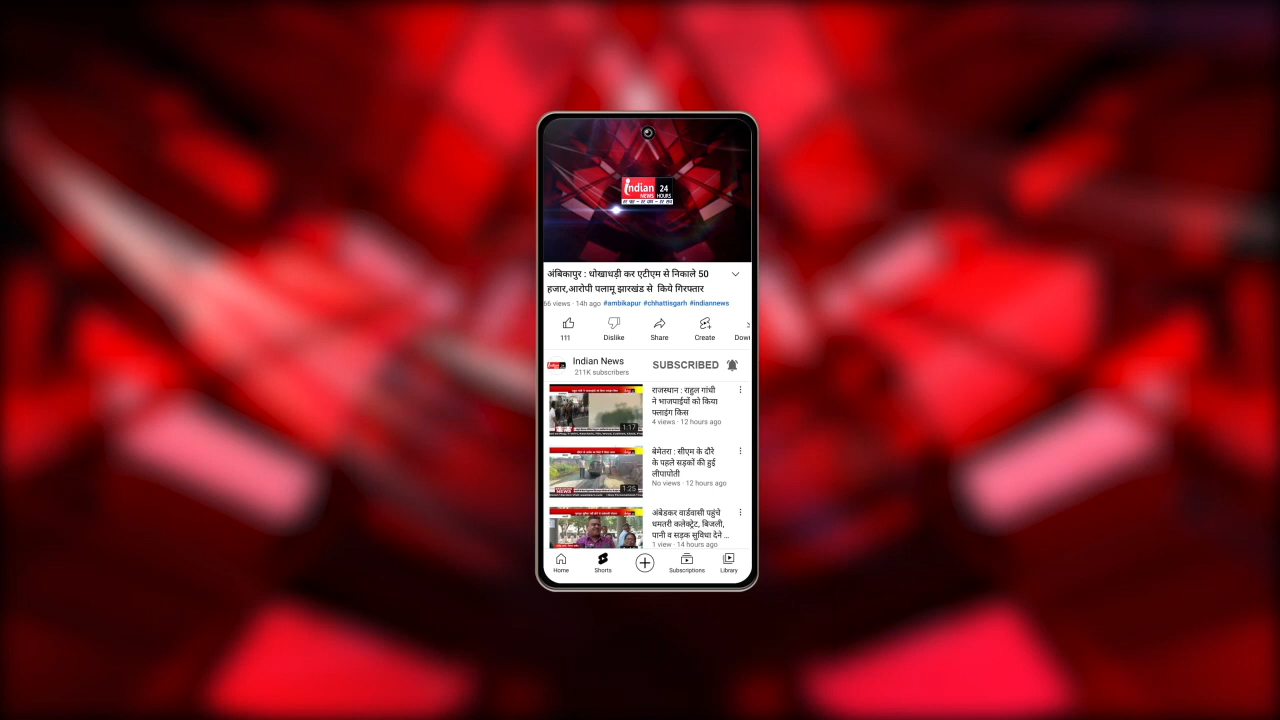 indian
24
NEWS
HOURS
अंबिकापुर : धोखाधड़ी कर एटीएम से निकाले 50
हजार,आरोपी पलामू झारखंड से किये गिरफ्तार
66 views · 14h ago #ambikapur #chhattisgarh #indiannews
111
Dislike
Share
Create
Dow
Indian News
211K subscribers
SUBSCRIBED
राजस्थान : राहुल गांधी
ने भाजपाईयों को किया
फ्लाइंग किस
4 views · 12 hours ago
1:17
बेमेतरा : सीएम के दौरे
के पहले सड़कों की हुई
लीपापोती
No views · 12 hours ago
1:25
NEWS
अंबेडकर वार्डवासी पहुंचे
धमतरी कलेक्ट्रेट, बिजली,
पानी व सड़क सुविधा देने ...
1 view · 14 hours ago
Home
Shorts
Subscriptions
Library